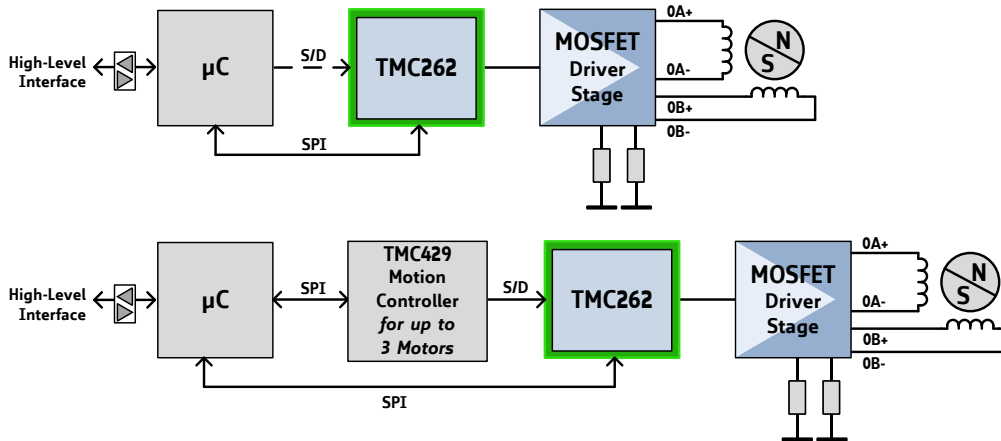 High-Level
Interface
µC
S/D
TMC262
SPI
MOSFET
Driver
Stage
0A+
0A-
0B+
0B-
N
S
High-Level
Interface
µC
SPI
TMC429
Motion
Controller
for up to
3 Motors
S/D
TMC262
SPI
MOSFET
Driver
Stage
0A+
0A-
0B+
0B-
N
S